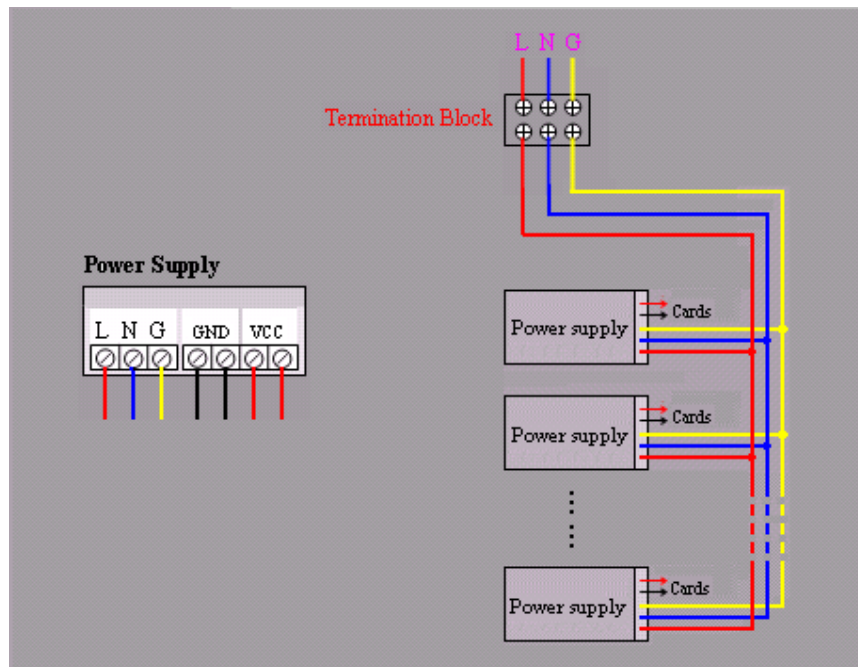 L N G
Termination Block
Power Supply
L N G GND VCC
Power supply
Cards
Power supply
Cards
Power supply
Cards